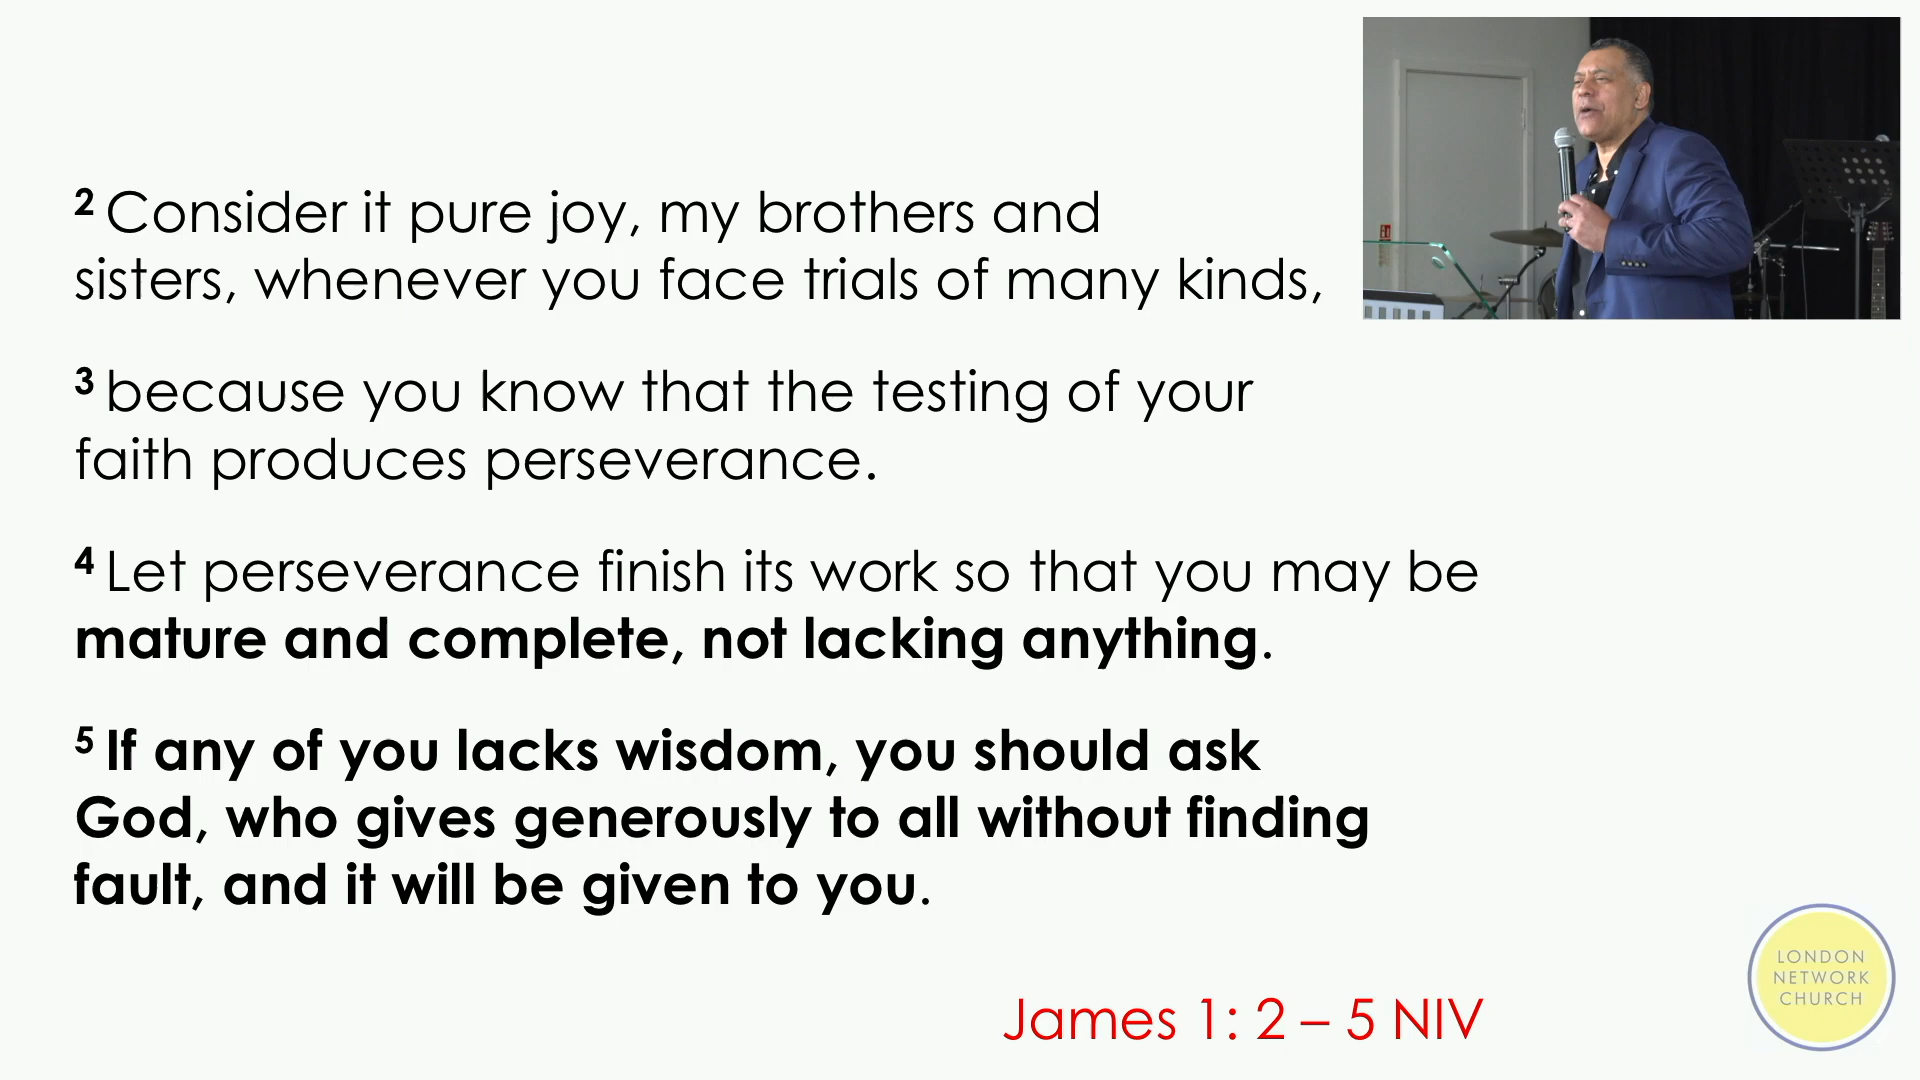 2 Consider it pure joy, my brothers and
sisters, whenever you face trials of many kinds,
3 because you know that the testing of your
faith produces perseverance.
4 Let perseverance finish its work so that you may be
mature and complete, not lacking anything.
5 If any of you lacks wisdom, you should ask
God, who gives generously to all without finding
fault, and it will be given to you.
James 1: 2 – 5 NIV
LONDON
NETWORK
CHURCH